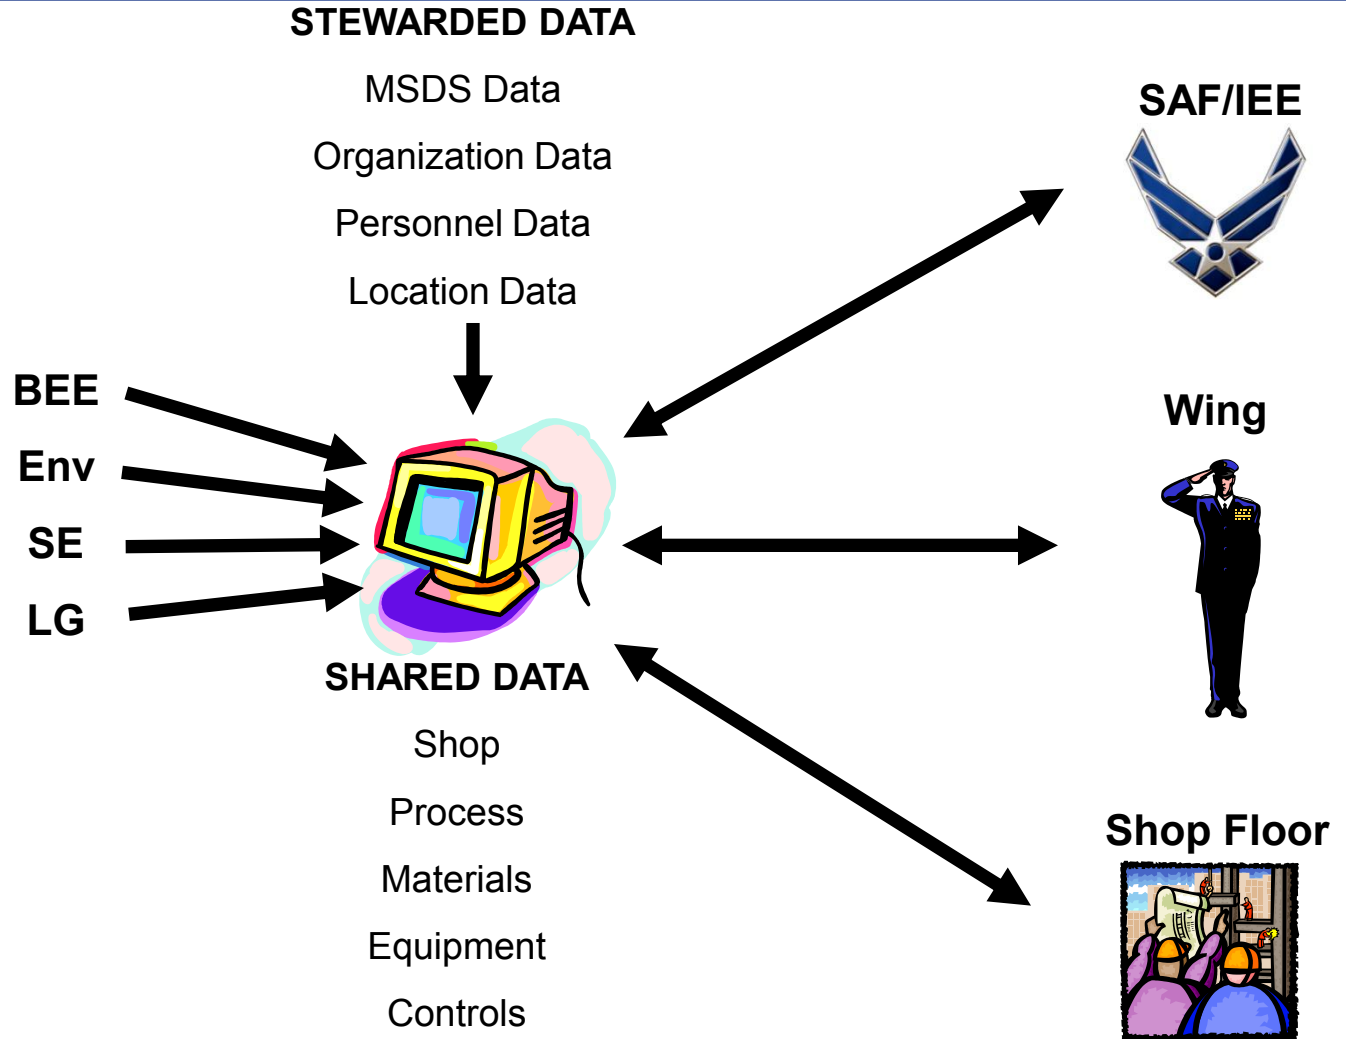 STEWARDED DATA
MSDS Data
Organization Data
Personnel Data
Location Data
BEE
Env
SE
LG
SHARED DATA
Shop
Process
Materials
Equipment
Controls
SAF/IEE
Wing
Shop Floor